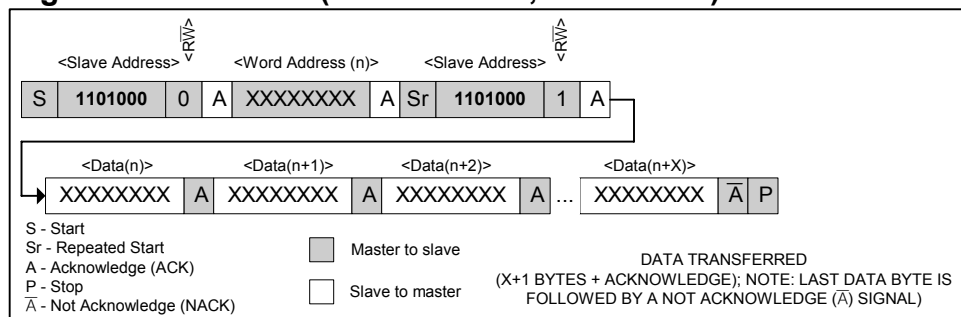 <RW̅>
<RW̅>
<Slave Address>
<Word Address (n)>
<Slave Address>
S 1101000 0 A XXXXXXXX A Sr 1101000 1 A
<Data(n)> <Data(n+1)> <Data(n+2)> <Data(n+X)>
XXXXXXXX A XXXXXXXX A XXXXXXXX A ... XXXXXXXX A̅ P
S - Start
Sr - Repeated Start
A - Acknowledge (ACK)
P - Stop
A̅ - Not Acknowledge (NACK)
Master to slave
Slave to master
DATA TRANSFERRED
(X+1 BYTES + ACKNOWLEDGE); NOTE: LAST DATA BYTE IS
FOLLOWED BY A NOT ACKNOWLEDGE (A̅) SIGNAL)